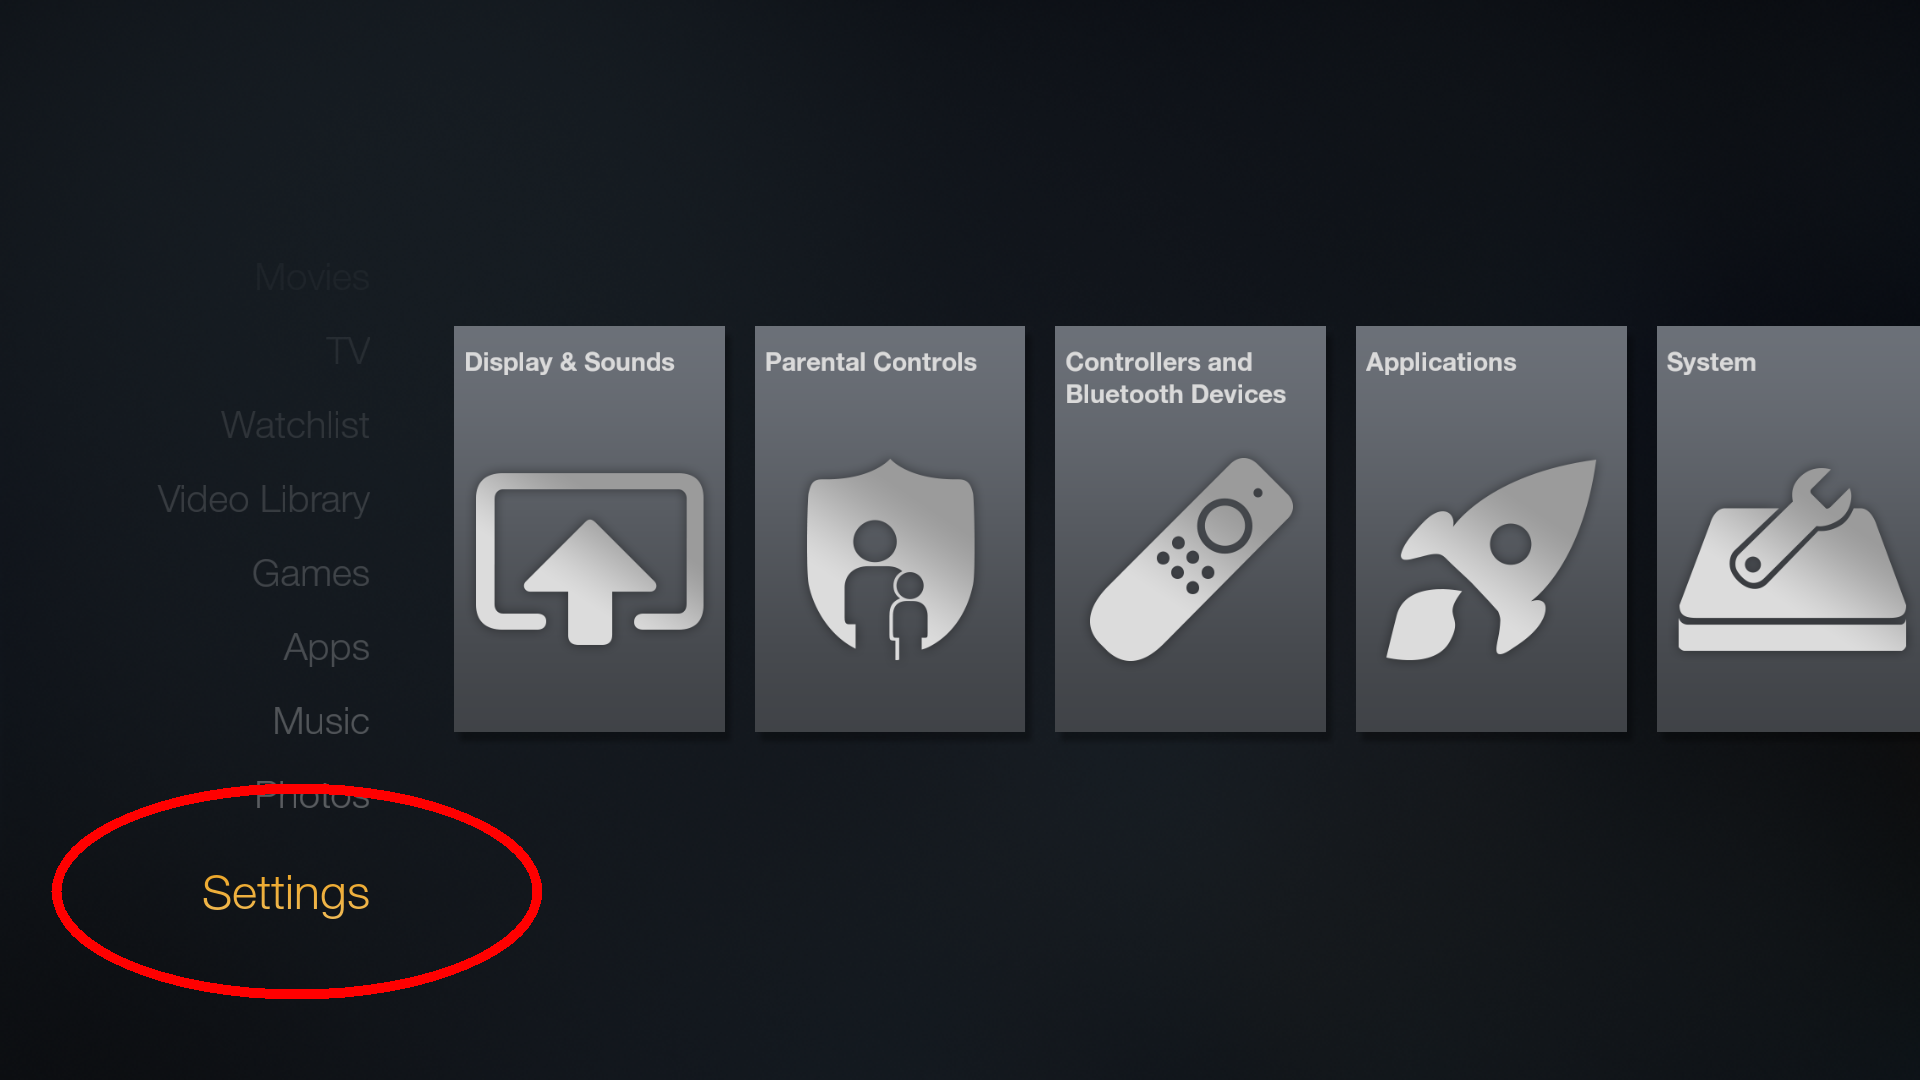 Movies
TV
Watchlist
Video Library
Games
Apps
Music
Photos
Settings
Display & Sounds
Parental Controls
Controllers and
Bluetooth Devices
Applications
System